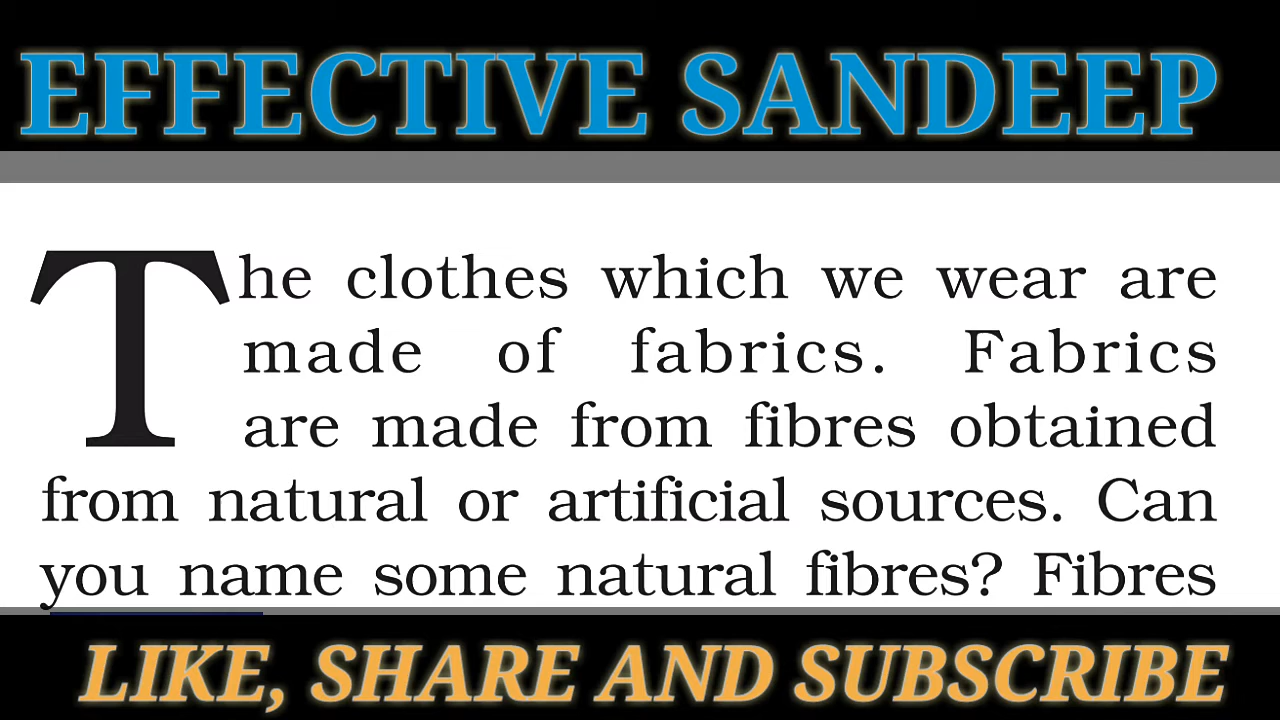 EFFECTIVE SANDEEP
The clothes which we wear are
made of fabrics. Fabrics
are made from fibres obtained
from natural or artificial sources. Can
you name some natural fibres? Fibres
LIKE, SHARE AND SUBSCRIBE